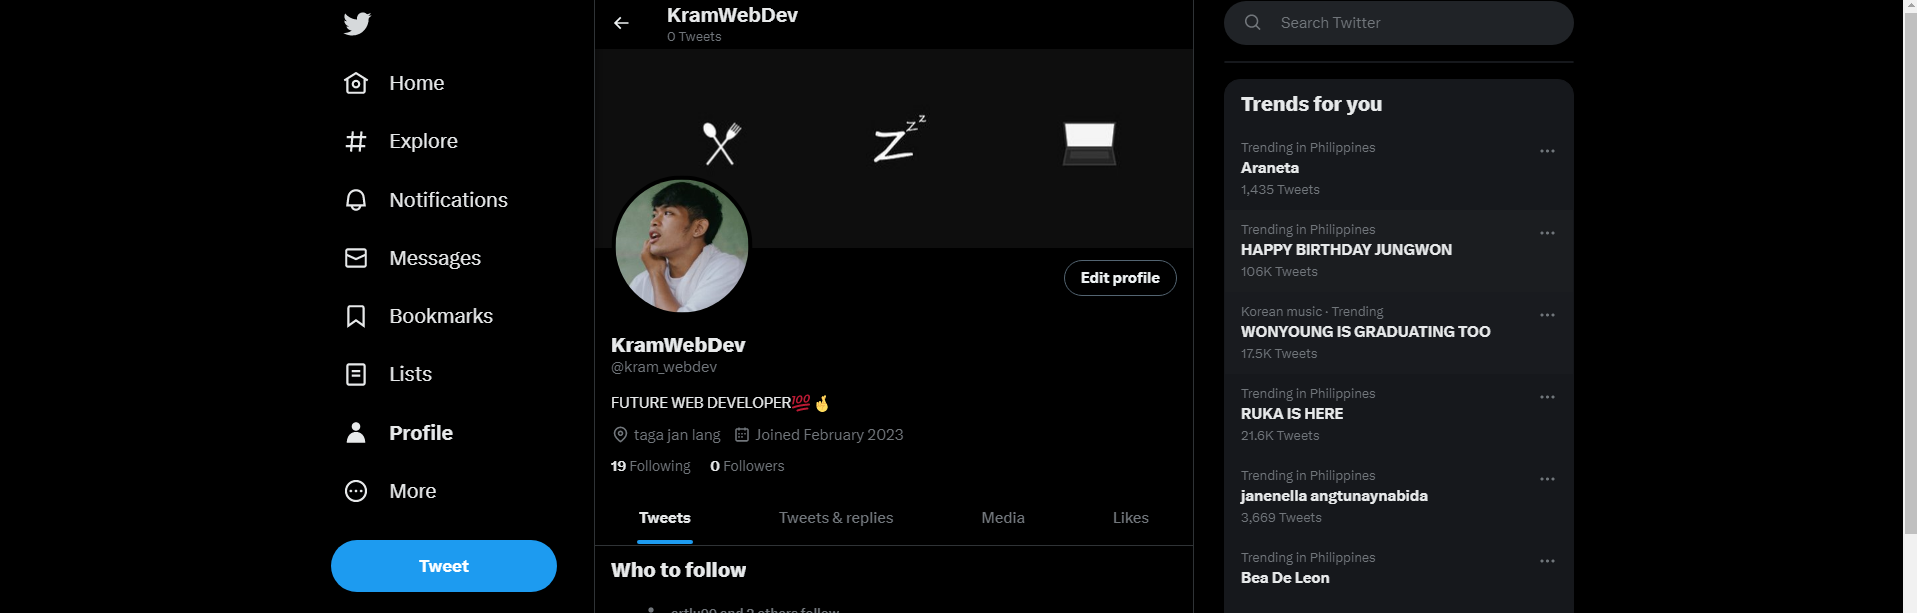 Home
Explore
Notifications
Messages
Bookmarks
Lists
Profile
More
Tweet
KramWebDev
0 Tweets
Edit profile
KramWebDev
@kram_webdev
FUTURE WEB DEVELOPER💯🤞
taga jan lang Joined February 2023
19 Following 0 Followers
Tweets Tweets & replies Media Likes
Who to follow
and 2 others follow
Search Twitter
Trends for you
Trending in Philippines
Araneta
1,435 Tweets
Trending in Philippines
HAPPY BIRTHDAY JUNGWON
106K Tweets
Korean music · Trending
WONYOUNG IS GRADUATING TOO
17.5K Tweets
Trending in Philippines
RUKA IS HERE
21.6K Tweets
Trending in Philippines
janenella angtunaynabida
3,669 Tweets
Trending in Philippines
Bea De Leon